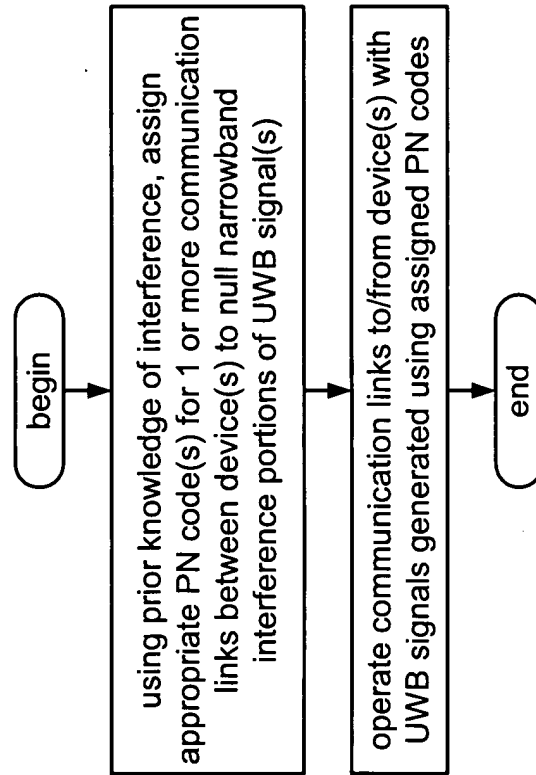 begin
using prior knowledge of interference, assign
appropriate PN code(s) for 1 or more communication
links between device(s) to null narrowband
interference portions of UWB signal(s)
operate communication links to/from device(s) with
UWB signals generated using assigned PN codes
end